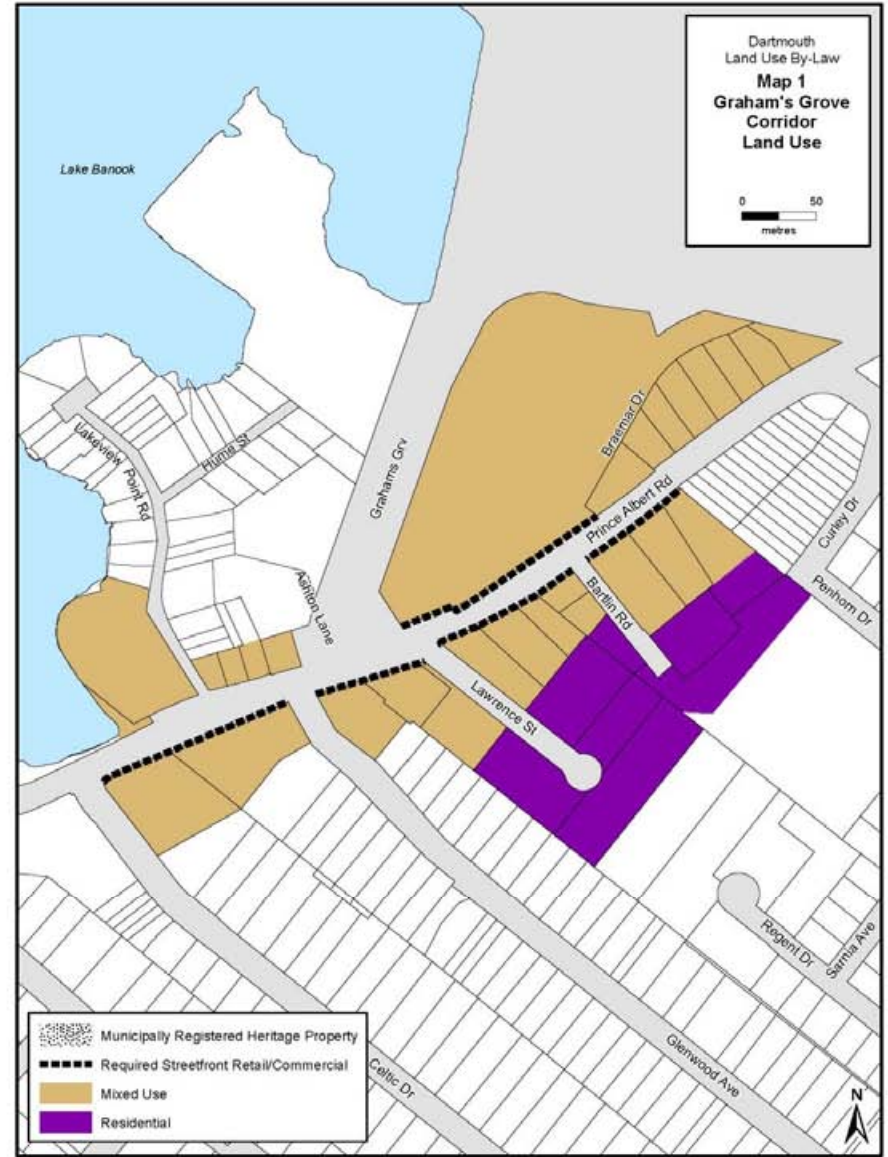 Dartmouth
Land Use By-Law
Map 1
Graham's Grove
Corridor
Land Use
0 50
metres
Lake Banook
Braemar Dr
Grahams Grv
Lakeview Point Rd
Hume St
Prince Albert Rd
Curley Dr
Ashton Lane
Bartlin Rd
Penhorn Dr
Lawrence St
Regent Dr
Sarnia Ave
Glenwood Ave
Celtic Dr
N
Municipally Registered Heritage Property
Required Streetfront Retail/Commercial
Mixed Use
Residential